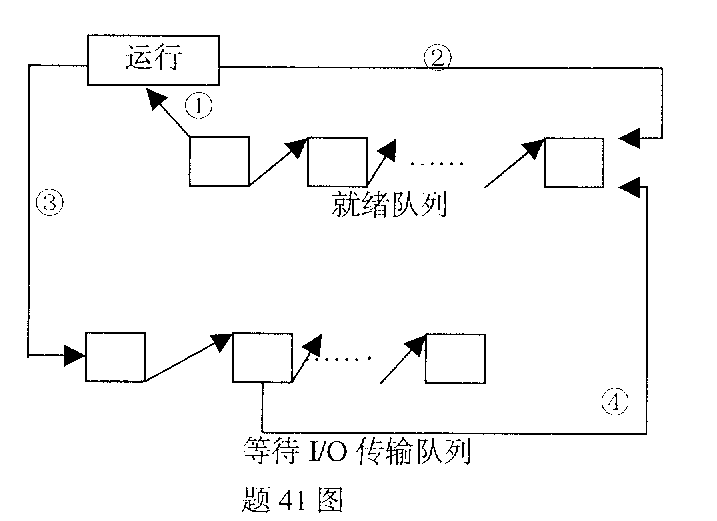 运行
②
①
……
就绪队列
③
……
④
等待 I/O 传输队列
题 41 图